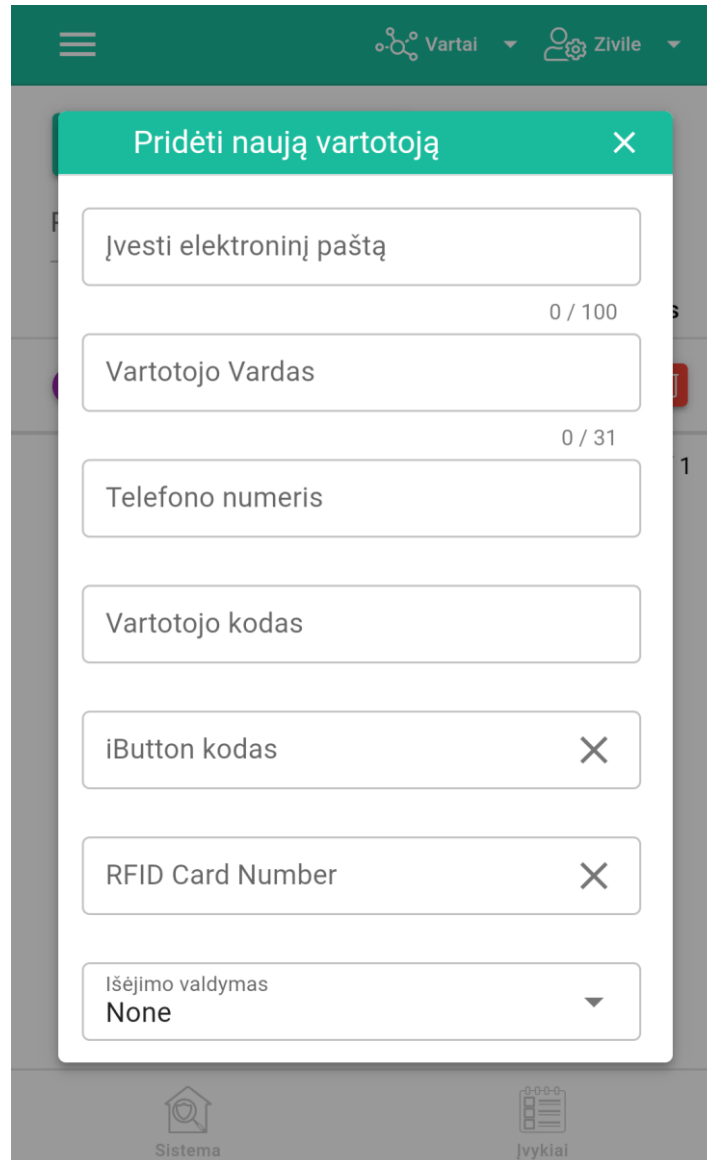 Vartai
Zivile
Pridėti naują vartotoją
Įvesti elektroninį paštą
0 / 100
Vartotojo Vardas
0 / 31
1
Telefono numeris
Vartotojo kodas
iButton kodas
RFID Card Number
Išėjimo valdymas
None
Sistema
Įvykiai